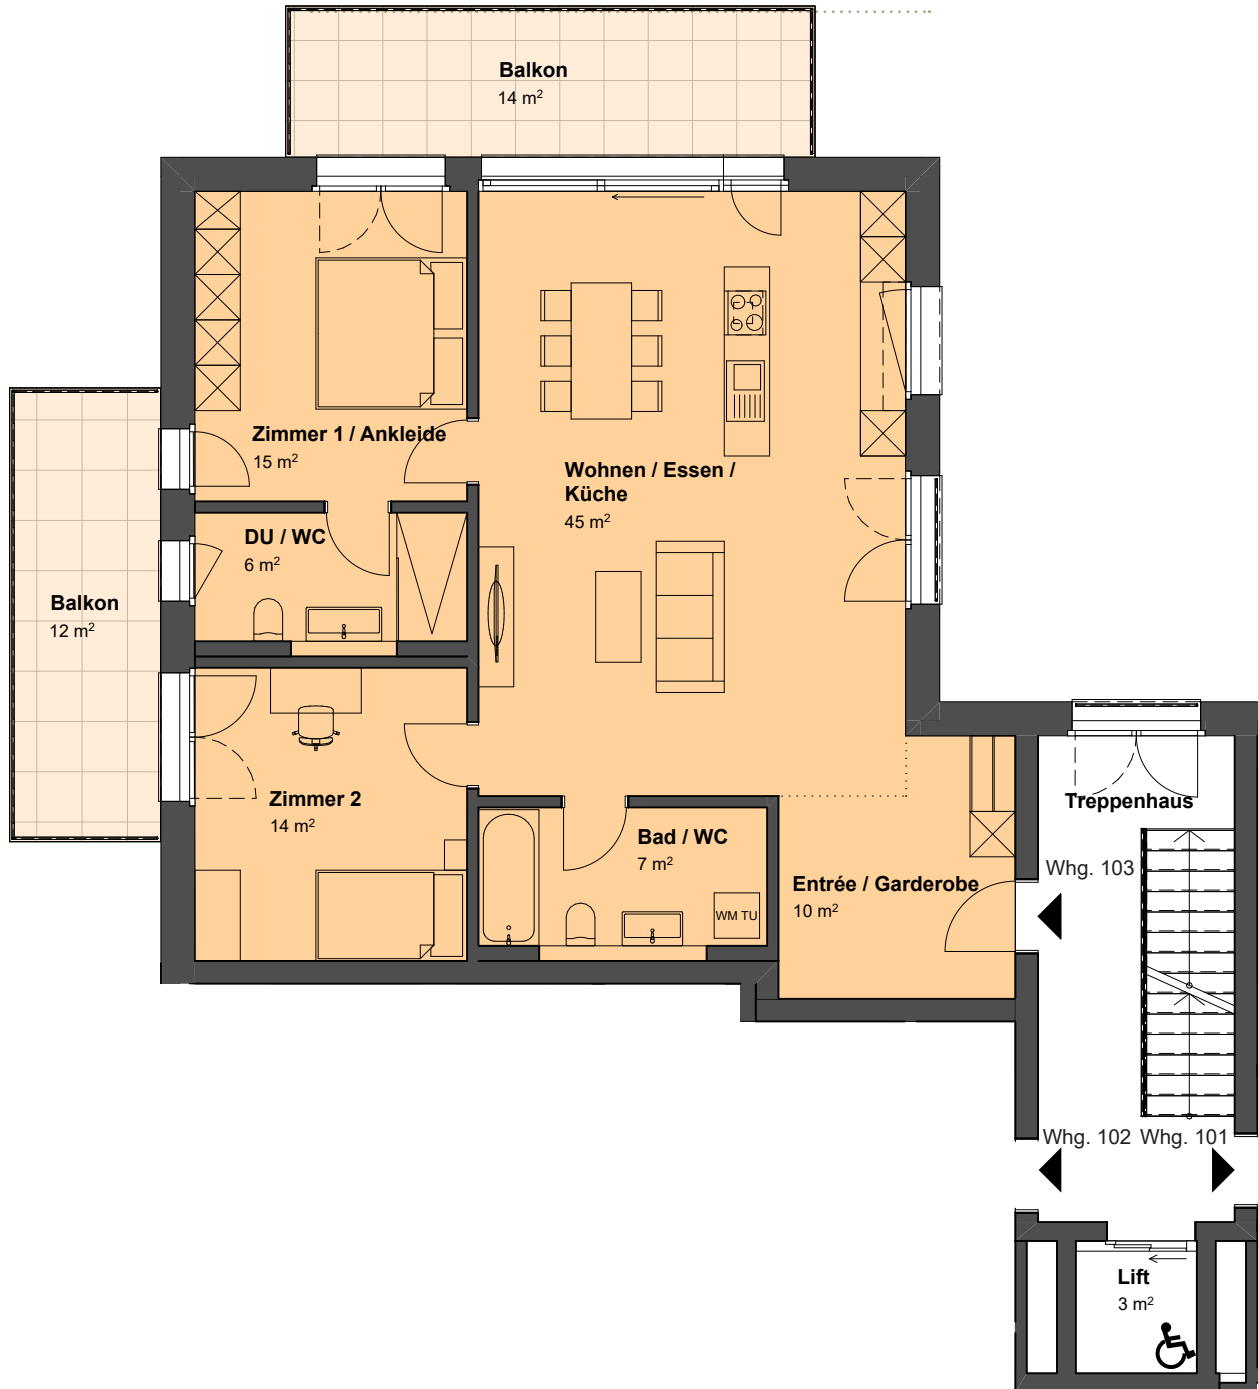 Balkon
14 m²
Zimmer 1 / Ankleide
15 m²
Wohnen / Essen /
Küche
45 m²
DU / WC
6 m²
Balkon
12 m²
Zimmer 2
14 m²
Bad / WC
7 m²
WM TU
Entrée / Garderobe
10 m²
Treppenhaus
Whg. 103
Whg. 102
Whg. 101
Lift
3 m²